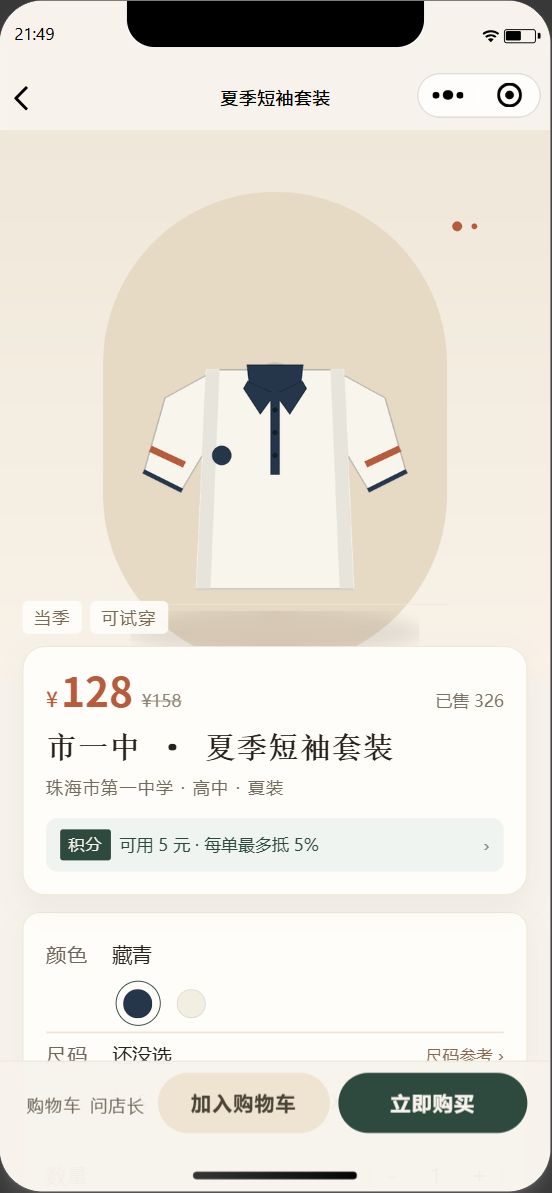 21:49
夏季短袖套装
当季
可试穿
¥128 ¥158
已售 326
市一中 · 夏季短袖套装
珠海市第一中学 · 高中 · 夏装
积分 可用 5 元 · 每单最多抵 5% ›
颜色 藏青
尺码 还没选 尺码参考 ›
购物车 问店长 加入购物车 立即购买
数量 − 1 +